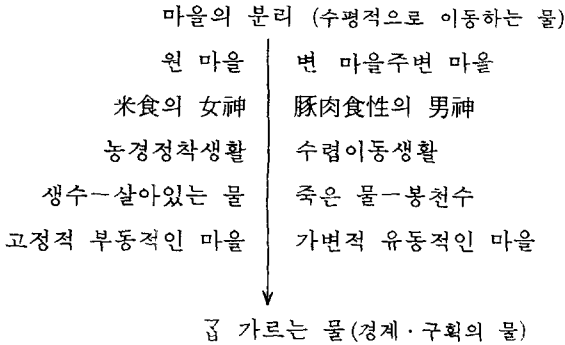 마을의 분리 (수평적으로 이동하는 물)
원 마을 변 마을주변 마을
米食의 女神 豚肉食性의 男神
농경정착생활 수렵이동생활
생수―살아있는 물 죽은 물―봉천수
고정적 부동적인 마을 가변적 유동적인 마을
굽 가르는 물(경계·구획의 물)